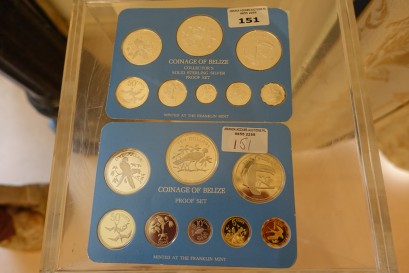 151
COINAGE OF BELIZE
COLLECTOR'S
SOLID STERLING SILVER
PROOF SET
MINTED AT THE FRANKLIN MINT
151
COINAGE OF BELIZE
PROOF SET
MINTED AT THE FRANKLIN MINT